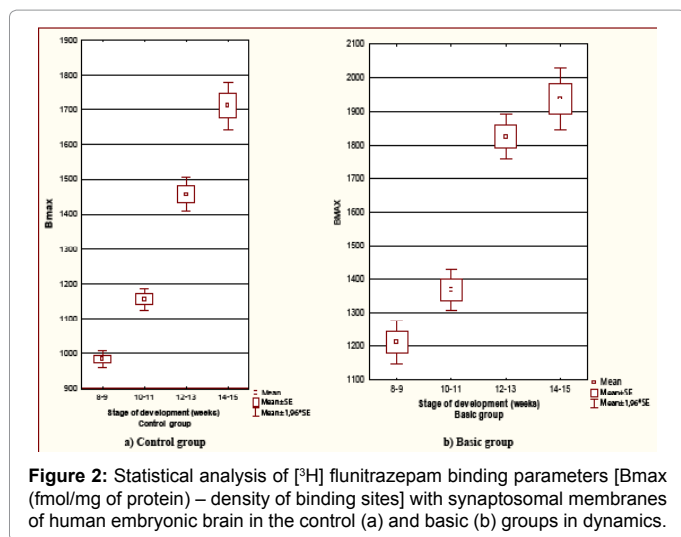 1900
1800
1700
1600
1500
1400
1300
1200
1100
1000
900
Bmax
8-9 10-11 12-13 14-15
Stage of development (weeks)
Control group
Mean
Mean±SE
Mean±1,96*SE
a) Control group
2100
2000
1900
1800
1700
1600
1500
1400
1300
1200
1100
BMAX
8-9 10-11 12-13 14-15
Stage of development (weeks)
Basic group
Mean
Mean±SE
Mean±1,96*SE
b) Basic group
Figure 2: Statistical analysis of [³H] flunitrazepam binding parameters [Bmax
(fmol/mg of protein) – density of binding sites] with synaptosomal membranes
of human embryonic brain in the control (a) and basic (b) groups in dynamics.